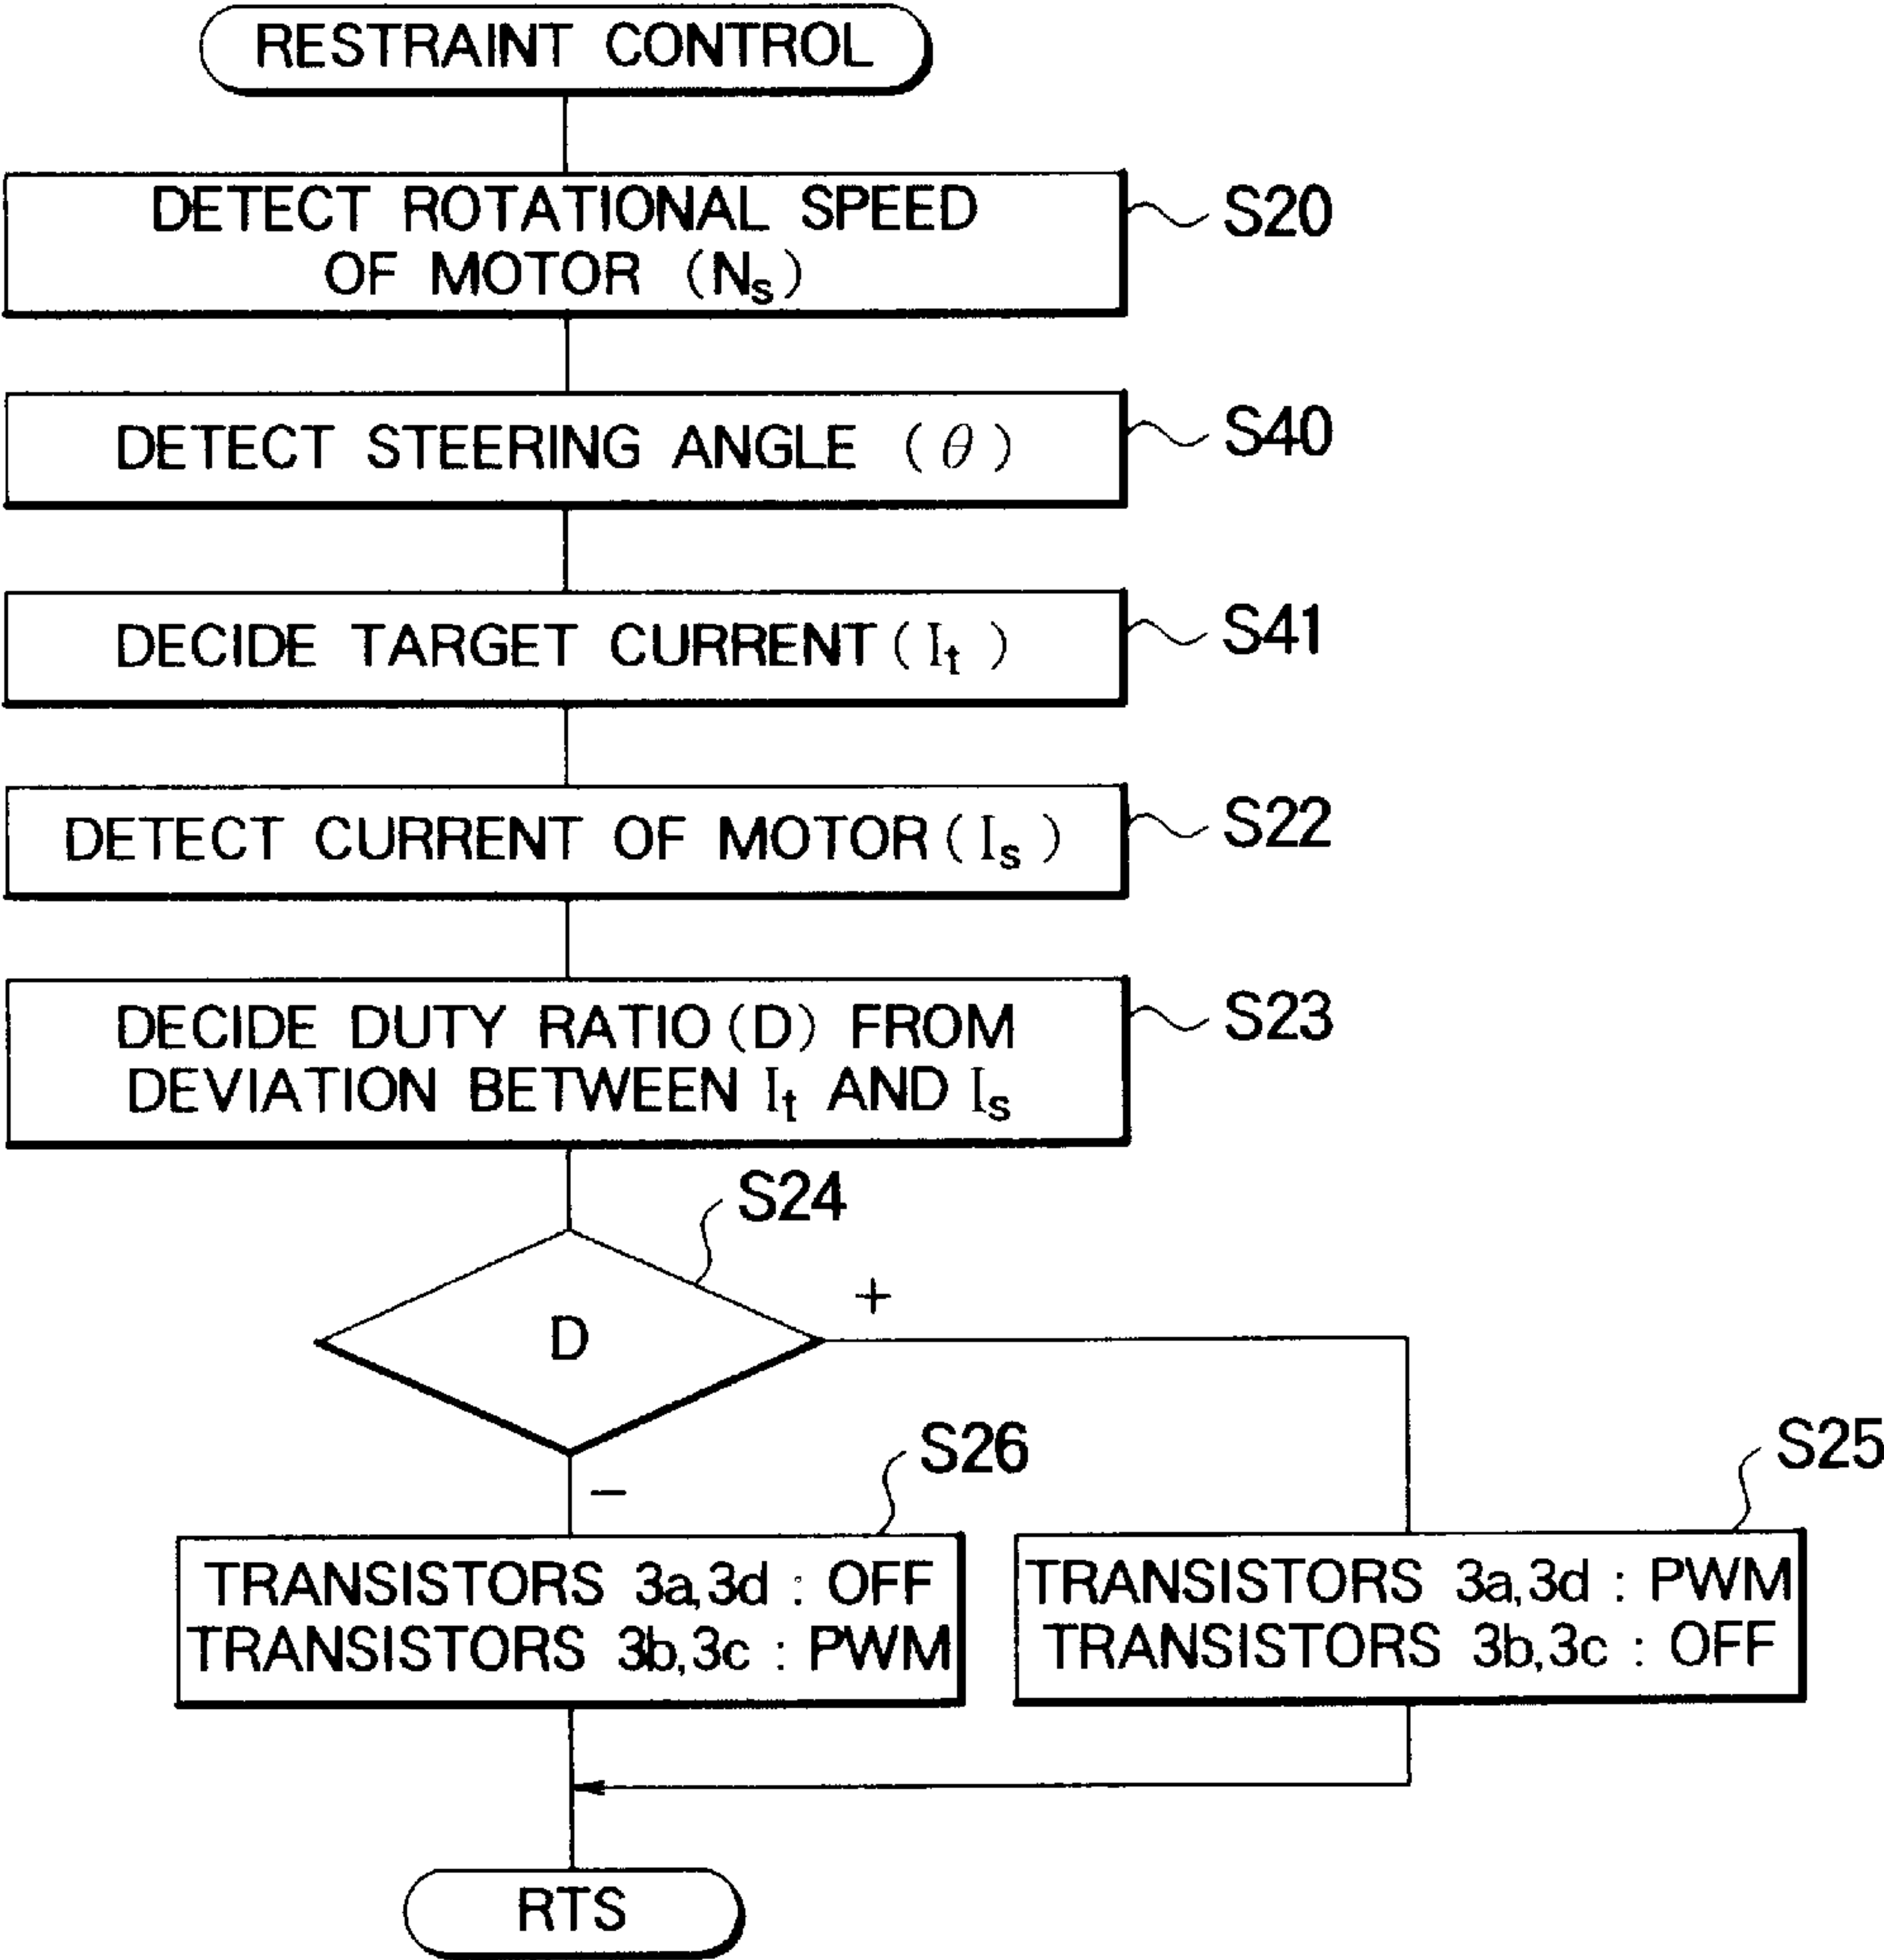 RESTRAINT CONTROL
DETECT ROTATIONAL SPEED
OF MOTOR (Ns)
S20
DETECT STEERING ANGLE (θ)
S40
DECIDE TARGET CURRENT (It)
S41
DETECT CURRENT OF MOTOR (Is)
S22
DECIDE DUTY RATIO (D) FROM
DEVIATION BETWEEN It AND Is
S23
S24
D
+
−
S26
TRANSISTORS 3a,3d : OFF
TRANSISTORS 3b,3c : PWM
S25
TRANSISTORS 3a,3d : PWM
TRANSISTORS 3b,3c : OFF
RTS